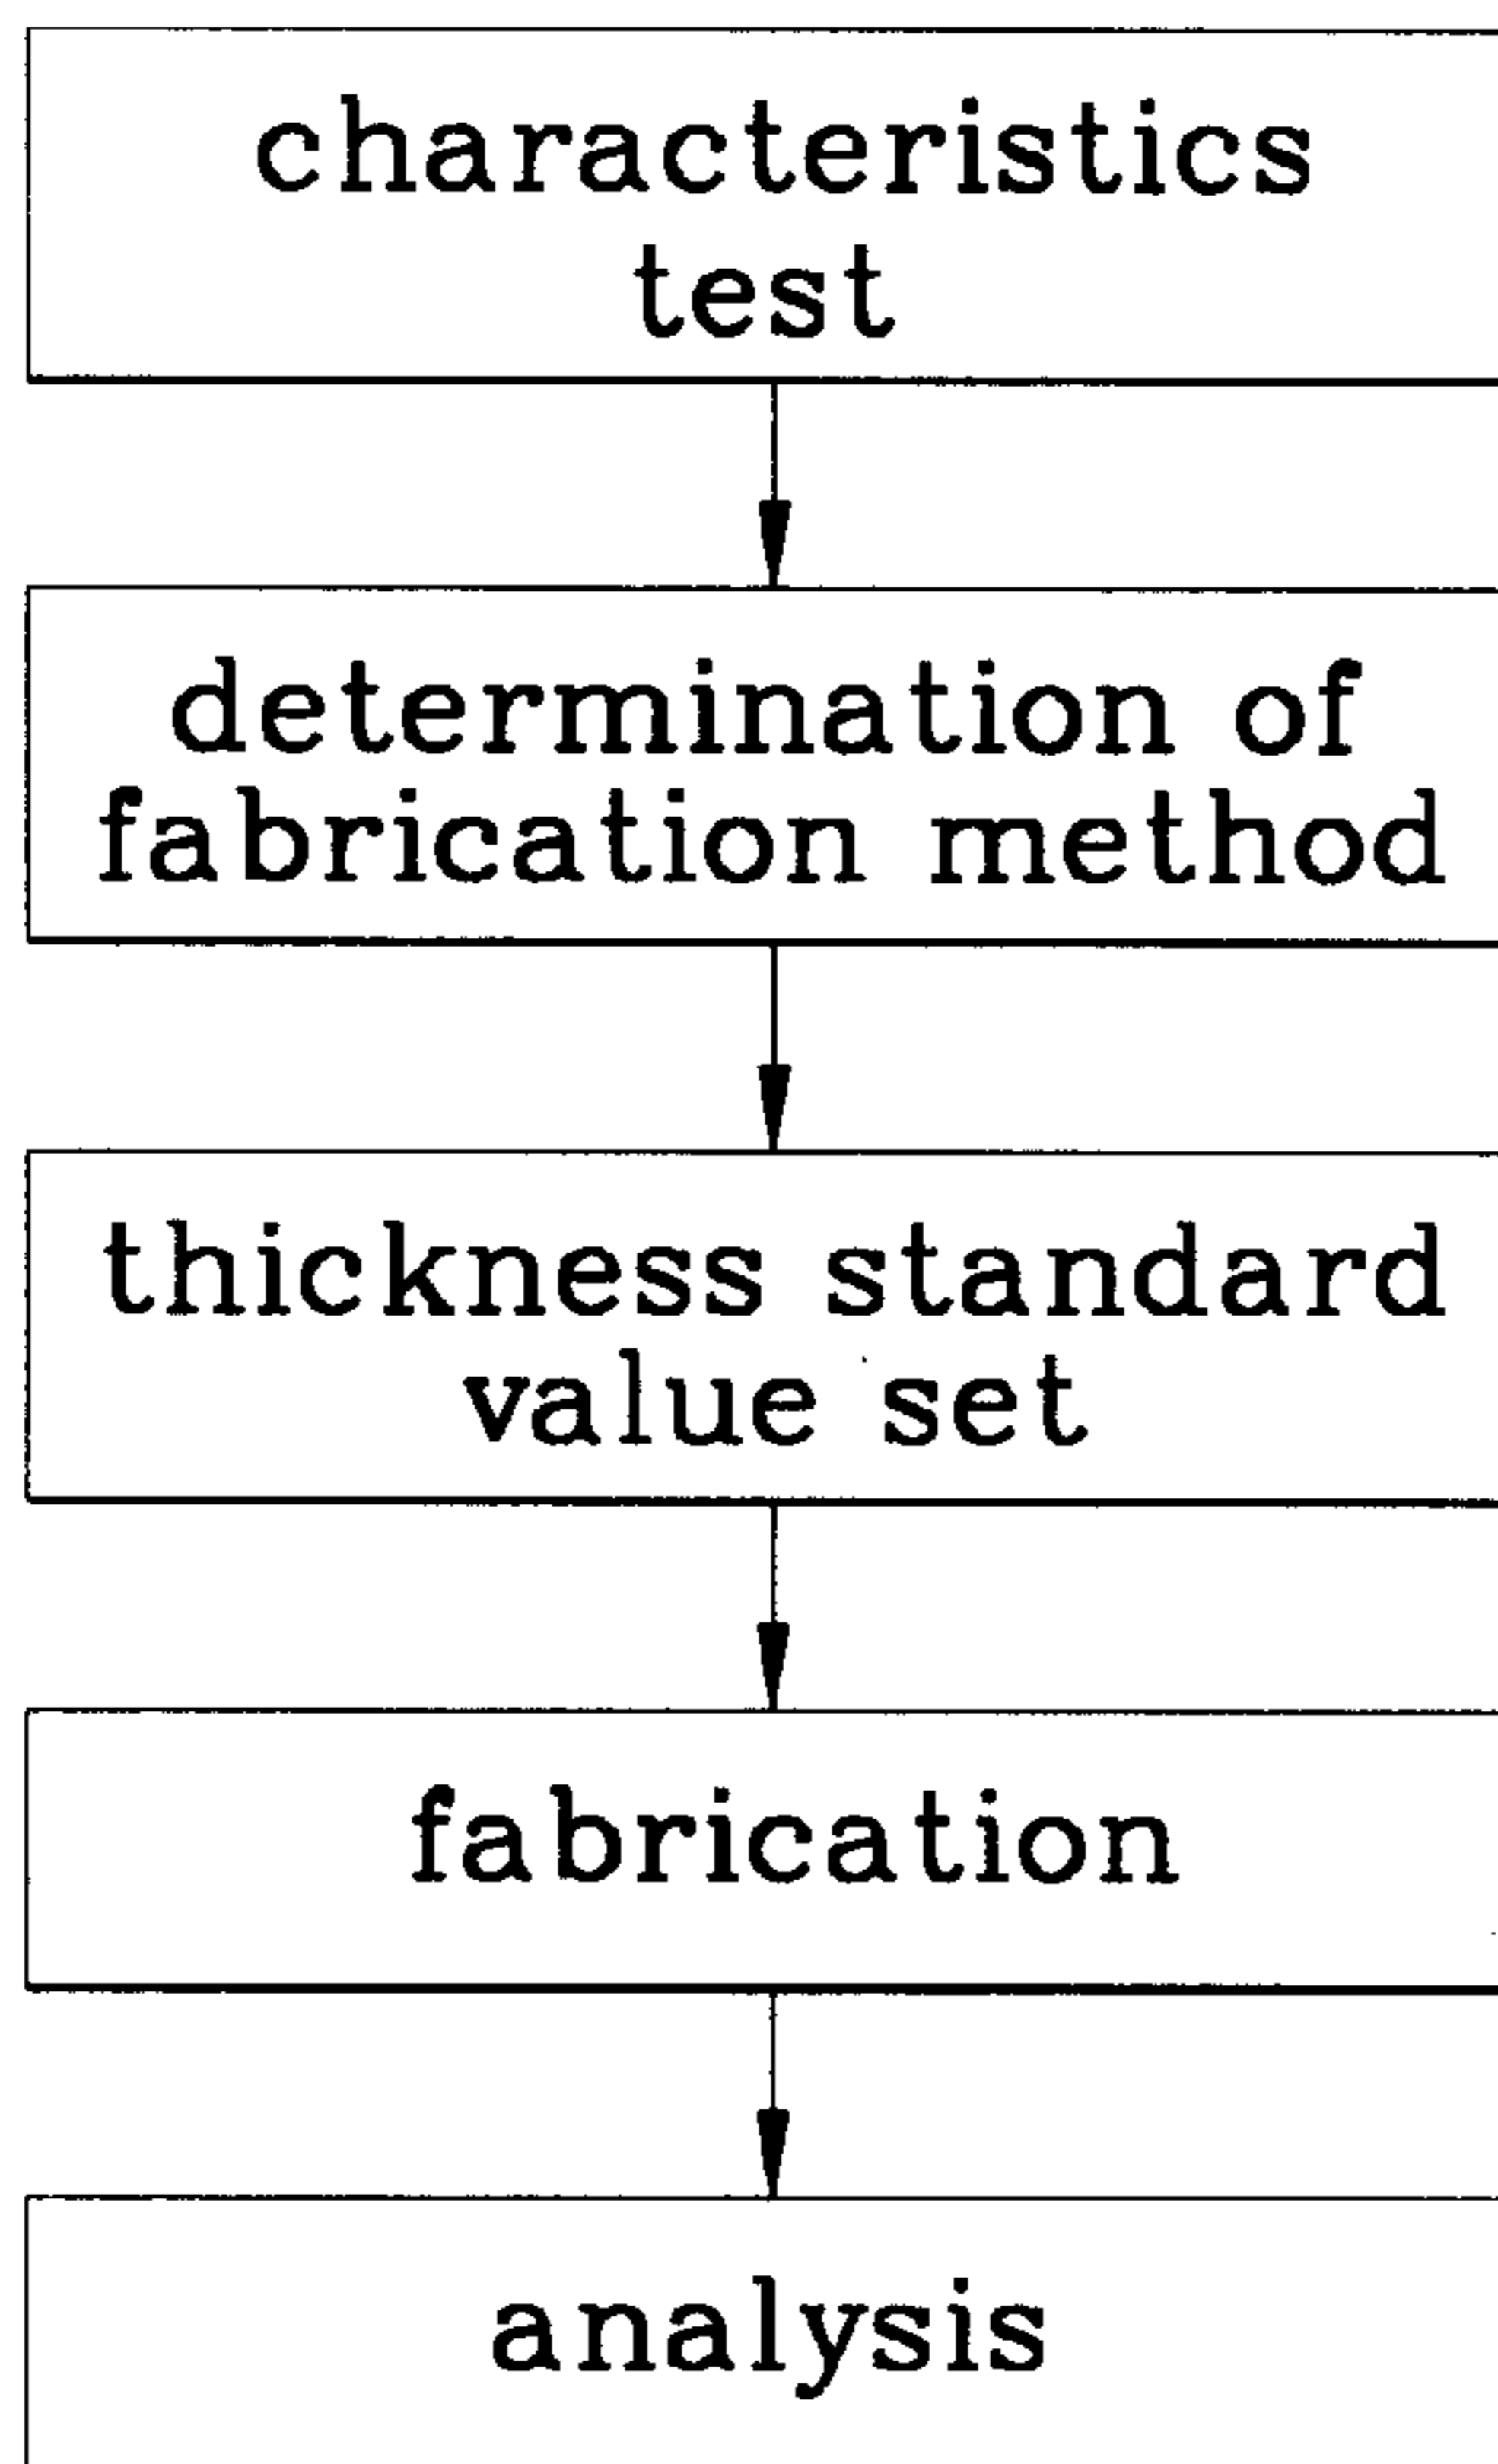 characteristics
test
determination of
fabrication method
thickness standard
value set
fabrication
analysis